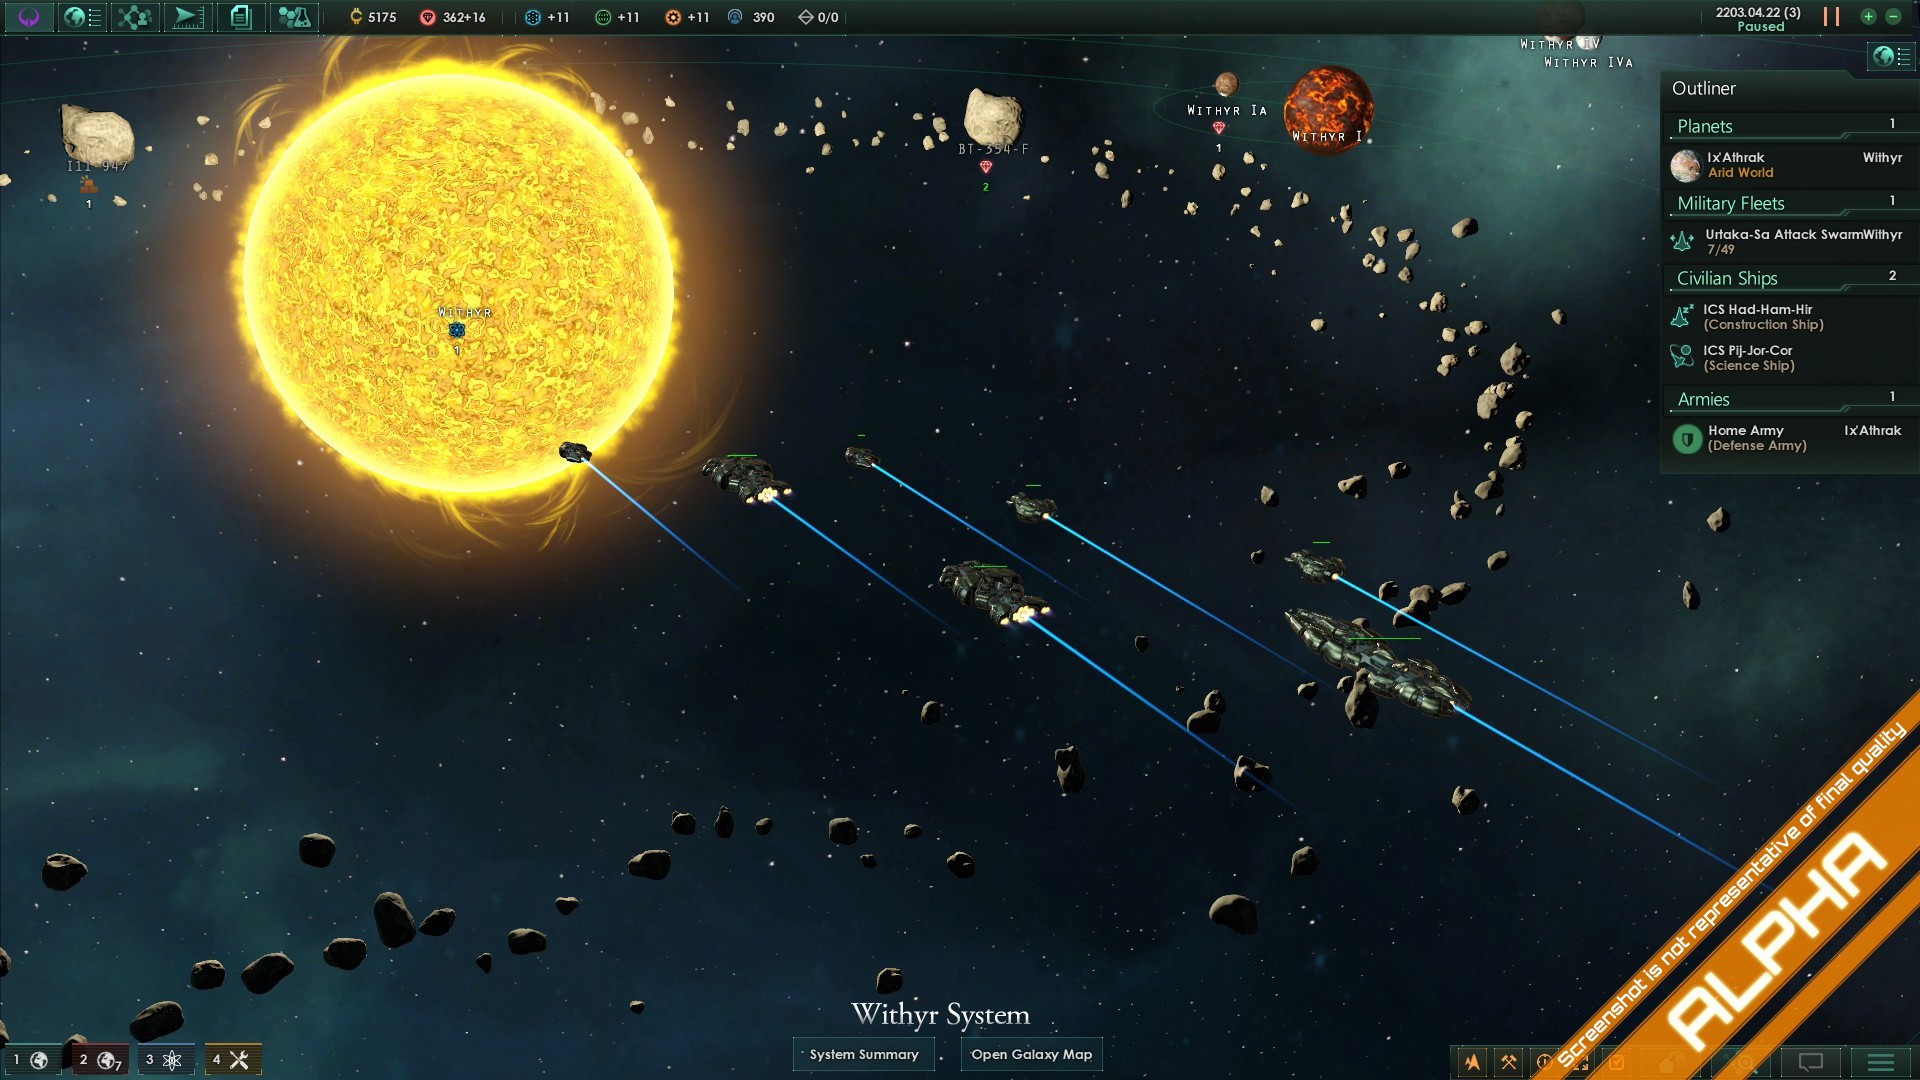 5175
362+16
+11
+11
+11
390
0/0
2203.04.22 (3)
Paused
WITHYR IV
WITHYR IVa
Outliner
Planets 1
Ix'Athrak Withyr
Arid World
Military Fleets 1
Urtaka-Sa Attack Swarm Withyr
7/49
Civilian Ships 2
ICS Had-Ham-Hir
(Construction Ship)
ICS Pij-Jor-Cor
(Science Ship)
Armies 1
Home Army Ix'Athrak
(Defense Army)
1
WITHYR Ia
1
WITHYR I
BT-354-F
2
WITHYR
1
Withyr System
System Summary
Open Galaxy Map
1
2
7
3
4
Screenshot is not representative of final quality
ALPHA